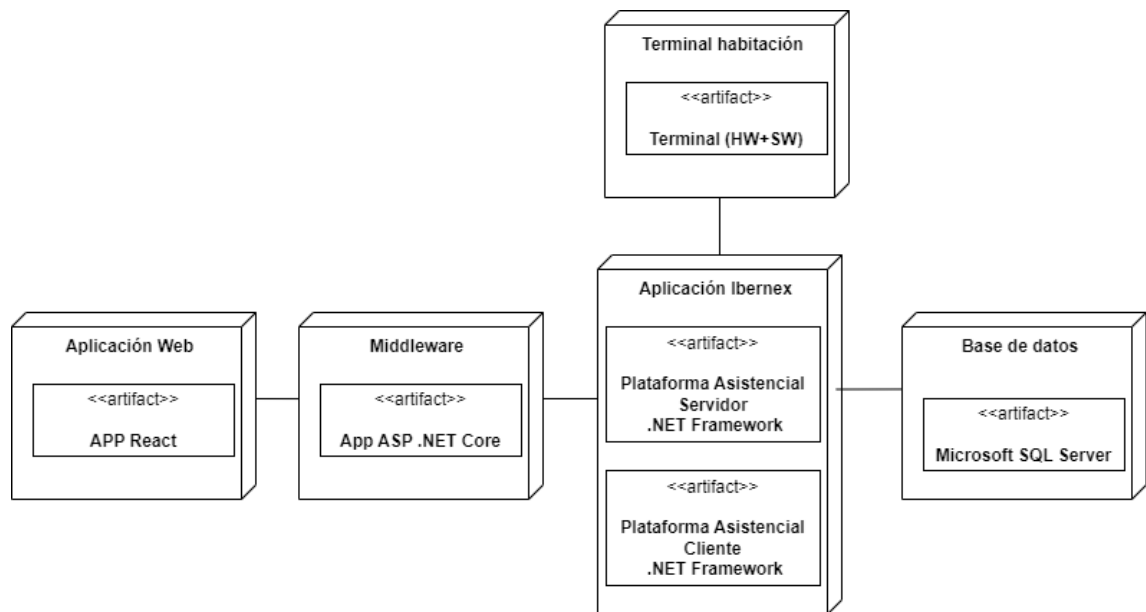 Terminal habitación
<<artifact>>
Terminal (HW+SW)
Aplicación Web
<<artifact>>
APP React
Middleware
<<artifact>>
App ASP .NET Core
Aplicación Ibernex
<<artifact>>
Plataforma Asistencial
Servidor
.NET Framework
<<artifact>>
Plataforma Asistencial
Cliente
.NET Framework
Base de datos
<<artifact>>
Microsoft SQL Server